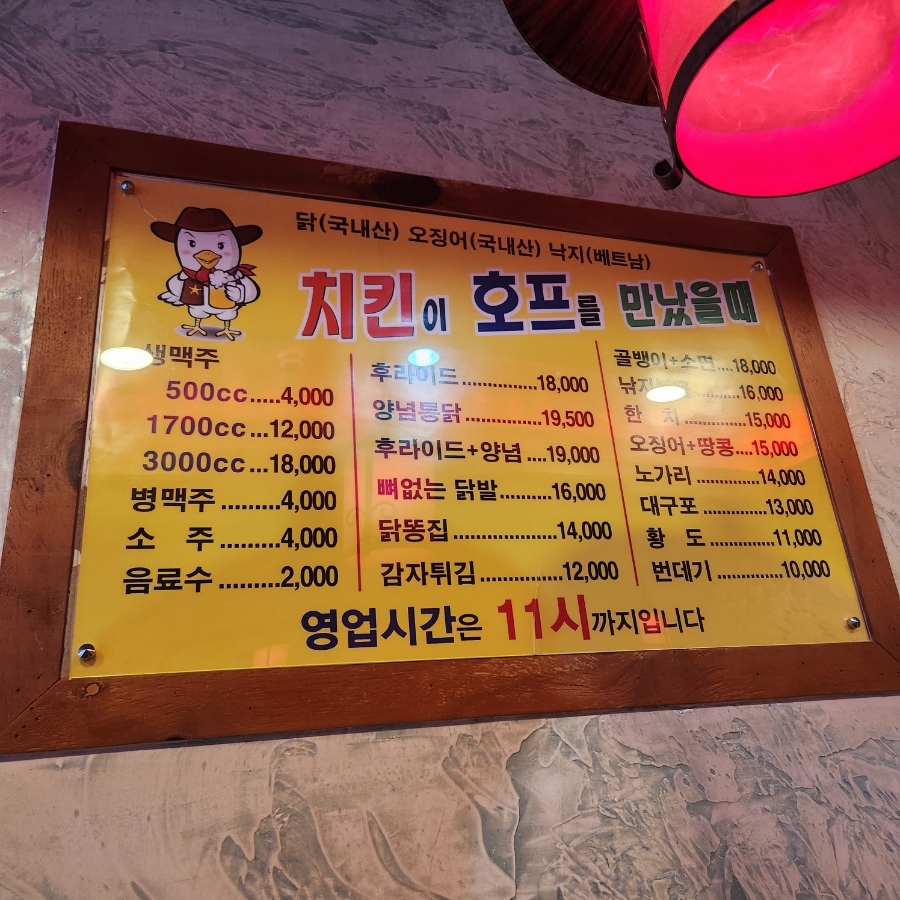 닭(국내산) 오징어(국내산) 낙지(베트남)
치킨이 호프를 만났을때
생맥주
500cc.....4,000
1700cc...12,000
3000cc...18,000
병맥주.........4,000
소 주.........4,000
음료수.........2,000
후라이드...............18,000
양념통닭...............19,500
후라이드+양념....19,000
뼈없는 닭발..........16,000
닭똥집....................14,000
감자튀김................12,000
골뱅이+소면....18,000
16,000
한 치.............15,000
오징어+땅콩....15,000
노가리............14,000
대구포............13,000
황 도............11,000
번데기............10,000
영업시간은 11시까지입니다